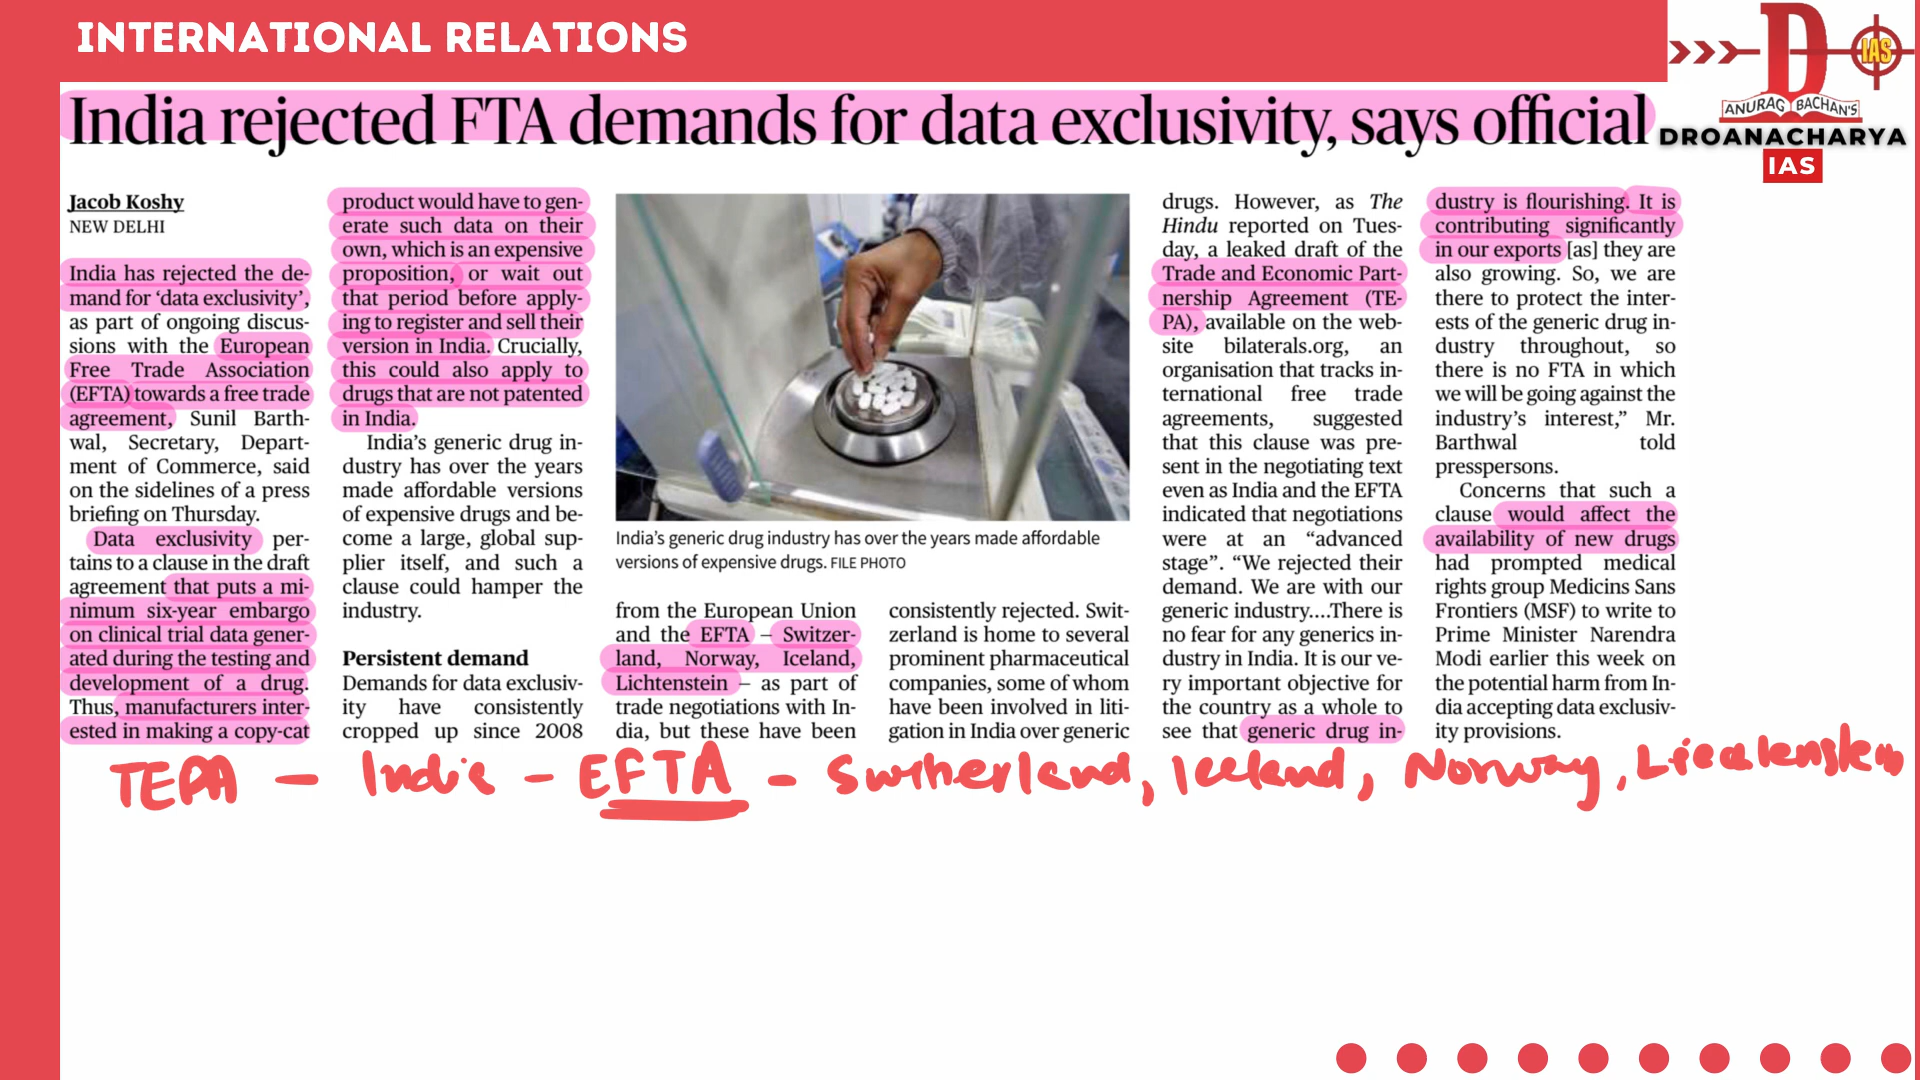 INTERNATIONAL RELATIONS
IAS
ANURAG BACHAN'S
DROANACHARYA
IAS
India rejected FTA demands for data exclusivity, says official
Jacob Koshy
NEW DELHI
India has rejected the de-
mand for ‘data exclusivity’,
as part of ongoing discus-
sions with the European
Free Trade Association
(EFTA) towards a free trade
agreement, Sunil Barth-
wal, Secretary, Depart-
ment of Commerce, said
on the sidelines of a press
briefing on Thursday.
Data exclusivity per-
tains to a clause in the draft
agreement that puts a mi-
nimum six-year embargo
on clinical trial data gener-
ated during the testing and
development of a drug.
Thus, manufacturers inter-
ested in making a copy-cat
product would have to gen-
erate such data on their
own, which is an expensive
proposition, or wait out
that period before apply-
ing to register and sell their
version in India. Crucially,
this could also apply to
drugs that are not patented
in India.
India’s generic drug in-
dustry has over the years
made affordable versions
of expensive drugs and be-
come a large, global sup-
plier itself, and such a
clause could hamper the
industry.
Persistent demand
Demands for data exclusiv-
ity have consistently
cropped up since 2008
India’s generic drug industry has over the years made affordable
versions of expensive drugs. FILE PHOTO
from the European Union
and the EFTA – Switzer-
land, Norway, Iceland,
Lichtenstein – as part of
trade negotiations with In-
dia, but these have been
consistently rejected. Swit-
zerland is home to several
prominent pharmaceutical
companies, some of whom
have been involved in liti-
gation in India over generic
drugs. However, as The
Hindu reported on Tues-
day, a leaked draft of the
Trade and Economic Part-
nership Agreement (TE-
PA), available on the web-
site bilaterals.org, an
organisation that tracks in-
ternational free trade
agreements, suggested
that this clause was pre-
sent in the negotiating text
even as India and the EFTA
indicated that negotiations
were at an “advanced
stage”. “We rejected their
demand. We are with our
generic industry....There is
no fear for any generics in-
dustry in India. It is our ve-
ry important objective for
the country as a whole to
see that generic drug in-
dustry is flourishing. It is
contributing significantly
in our exports [as] they are
also growing. So, we are
there to protect the inter-
ests of the generic drug in-
dustry throughout, so
there is no FTA in which
we will be going against the
industry’s interest,” Mr.
Barthwal told
presspersons.
Concerns that such a
clause would affect the
availability of new drugs
had prompted medical
rights group Medicins Sans
Frontiers (MSF) to write to
Prime Minister Narendra
Modi earlier this week on
the potential harm from In-
dia accepting data exclusiv-
ity provisions.
TEPA – India – EFTA – Switherland, Iceland, Norway,